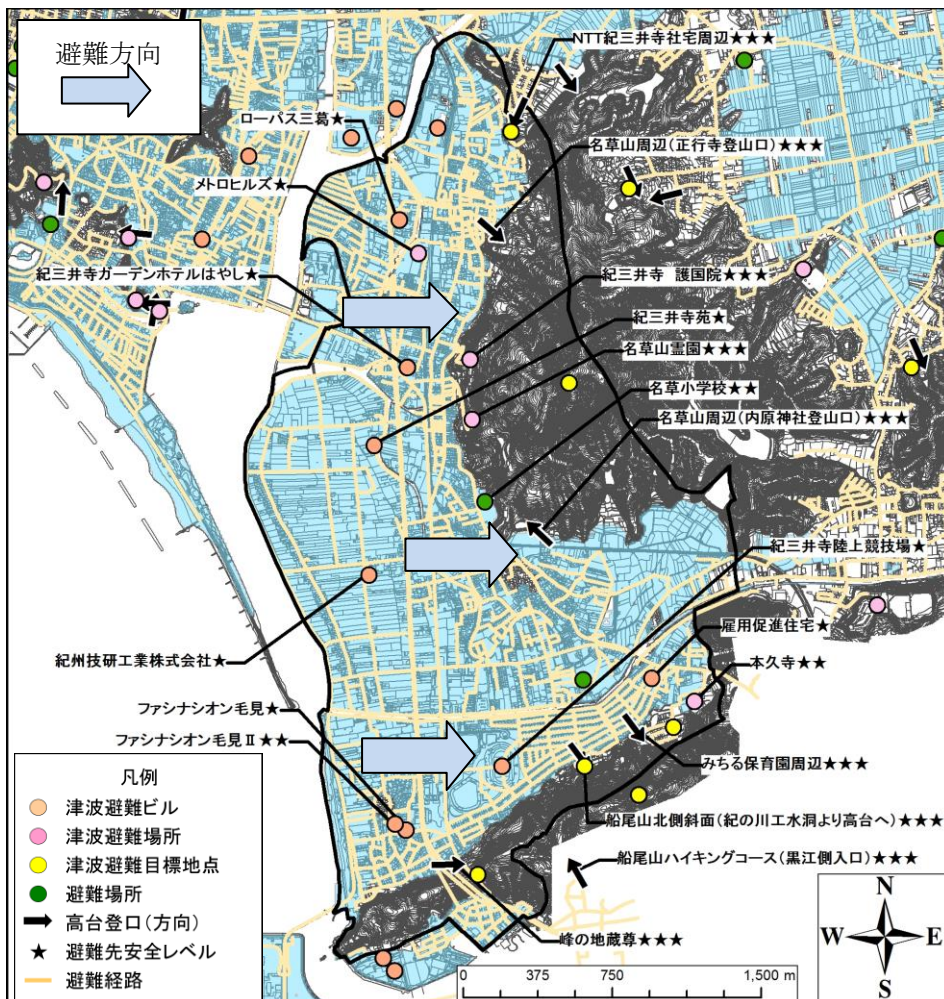 避難方向
NTT紀三井寺社宅周辺★★★
ローパス三葛★
名草山周辺(正行寺登山口)★★★
メトロヒルズ★
紀三井寺ガーデンホテルはやし★
紀三井寺 護国院★★★
紀三井寺苑★
名草山霊園★★★
名草小学校★★
名草山周辺(内原神社登山口)★★★
紀三井寺陸上競技場★
雇用促進住宅★
紀州技研工業株式会社★
本久寺★★
ファシナシオン毛見★
ファシナシオン毛見Ⅱ★★
みちる保育園周辺★★★
船尾山北側斜面(紀の川工水洞より高台へ)★★★
船尾山ハイキングコース(黒江側入口)★★★
峰の地蔵尊★★★
凡例
津波避難ビル
津波避難場所
津波避難目標地点
避難場所
高台登口(方向)
★ 避難先安全レベル
避難経路
0 375 750 1,500 m
N
W E
S